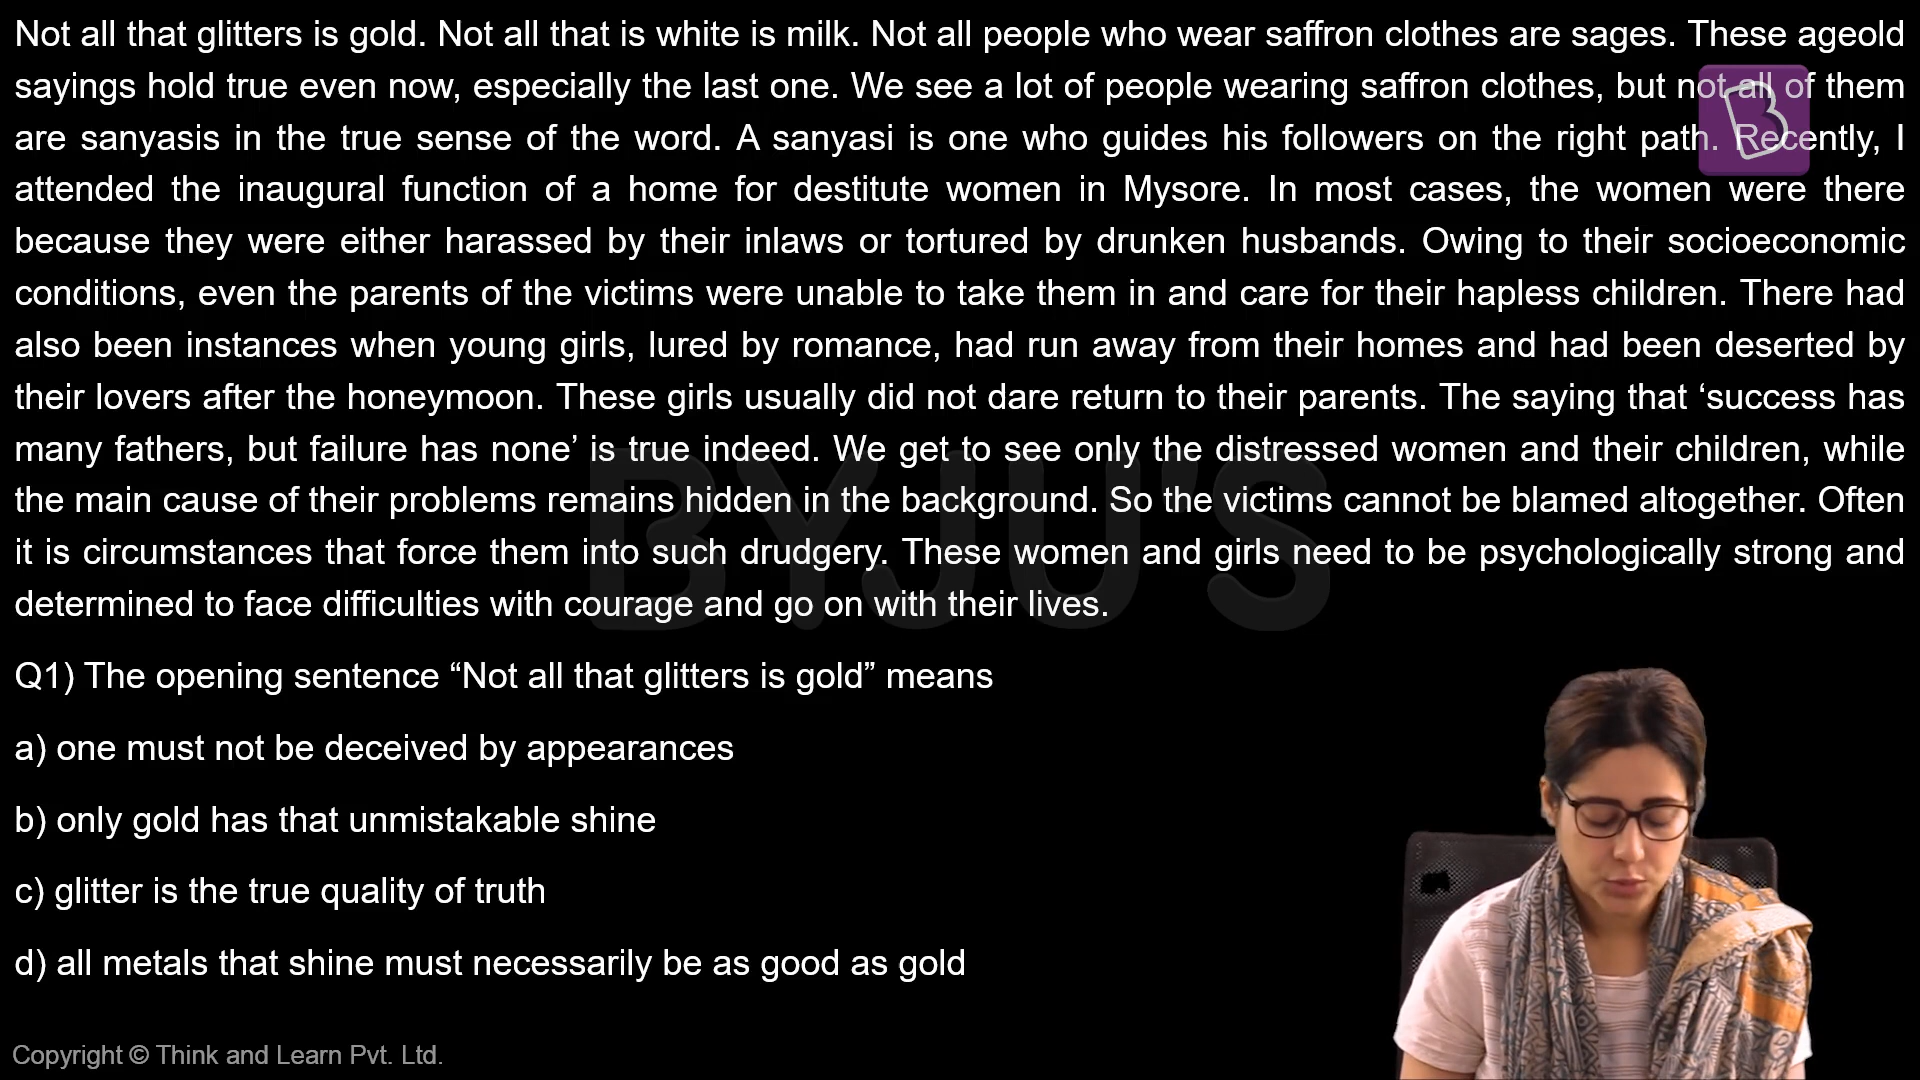 Not all that glitters is gold. Not all that is white is milk. Not all people who wear saffron clothes are sages. These ageold
sayings hold true even now, especially the last one. We see a lot of people wearing saffron clothes, but not all of them
are sanyasis in the true sense of the word. A sanyasi is one who guides his followers on the right path. Recently, I
attended the inaugural function of a home for destitute women in Mysore. In most cases, the women were there
because they were either harassed by their inlaws or tortured by drunken husbands. Owing to their socioeconomic
conditions, even the parents of the victims were unable to take them in and care for their hapless children. There had
also been instances when young girls, lured by romance, had run away from their homes and had been deserted by
their lovers after the honeymoon. These girls usually did not dare return to their parents. The saying that ‘success has
many fathers, but failure has none’ is true indeed. We get to see only the distressed women and their children, while
the main cause of their problems remains hidden in the background. So the victims cannot be blamed altogether. Often
it is circumstances that force them into such drudgery. These women and girls need to be psychologically strong and
determined to face difficulties with courage and go on with their lives.
BYJU'S
Q1) The opening sentence “Not all that glitters is gold” means
a) one must not be deceived by appearances
b) only gold has that unmistakable shine
c) glitter is the true quality of truth
d) all metals that shine must necessarily be as good as gold
Copyright © Think and Learn Pvt. Ltd.